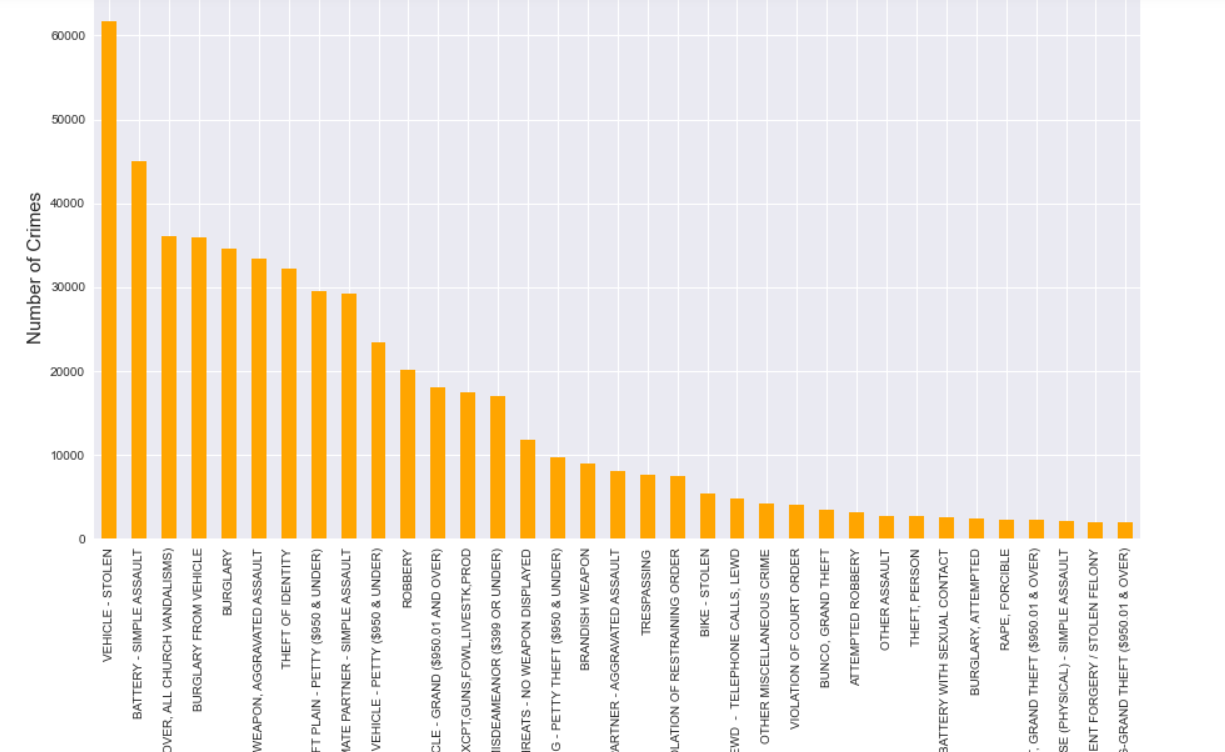 Number of Crimes
60000
50000
40000
30000
20000
10000
0
VEHICLE - STOLEN
BATTERY - SIMPLE ASSAULT
OVER, ALL CHURCH VANDALISMS)
BURGLARY FROM VEHICLE
BURGLARY
WEAPON, AGGRAVATED ASSAULT
THEFT OF IDENTITY
FT PLAIN - PETTY ($950 & UNDER)
MATE PARTNER - SIMPLE ASSAULT
VEHICLE - PETTY ($950 & UNDER)
ROBBERY
CLE - GRAND ($950.01 AND OVER)
XCPT,GUNS,FOWL,LIVESTK,PROD
ISDEAMEANOR ($399 OR UNDER)
REATS - NO WEAPON DISPLAYED
G - PETTY THEFT ($950 & UNDER)
BRANDISH WEAPON
ARTNER - AGGRAVATED ASSAULT
TRESPASSING
OLATION OF RESTRAINING ORDER
BIKE - STOLEN
EWD - TELEPHONE CALLS, LEWD
OTHER MISCELLANEOUS CRIME
VIOLATION OF COURT ORDER
BUNCO, GRAND THEFT
ATTEMPTED ROBBERY
OTHER ASSAULT
THEFT, PERSON
BATTERY WITH SEXUAL CONTACT
BURGLARY, ATTEMPTED
RAPE, FORCIBLE
, GRAND THEFT ($950.01 & OVER)
SE (PHYSICAL) - SIMPLE ASSAULT
ENT FORGERY / STOLEN FELONY
-GRAND THEFT ($950.01 & OVER)